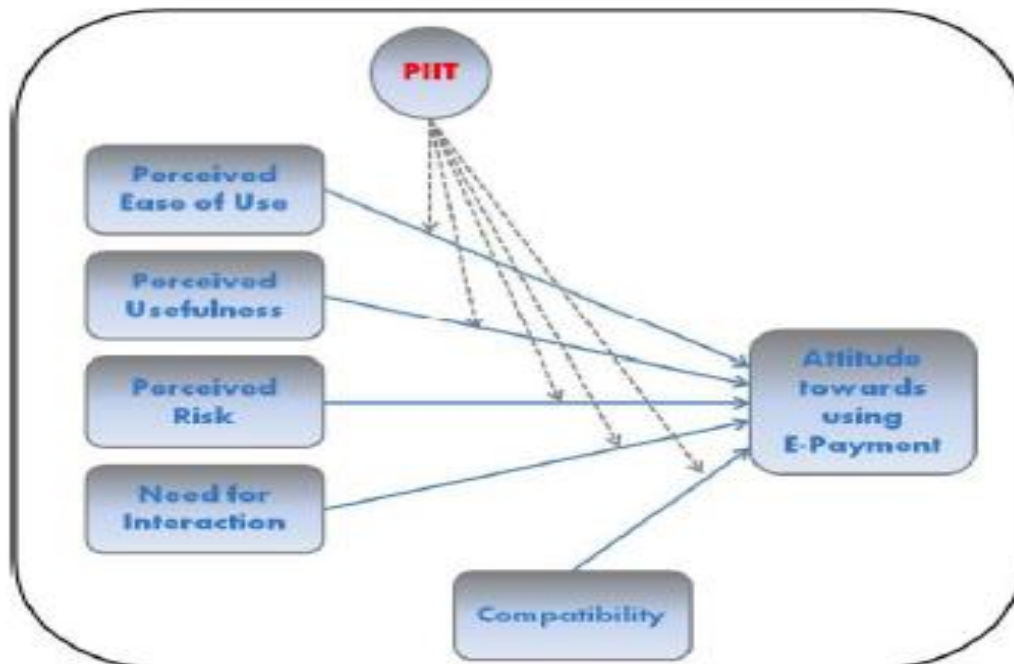 PIIT
Perceived
Ease of Use
Perceived
Usefulness
Perceived
Risk
Need for
Interaction
Attitude
towards
using
E-Payment
Compatibility